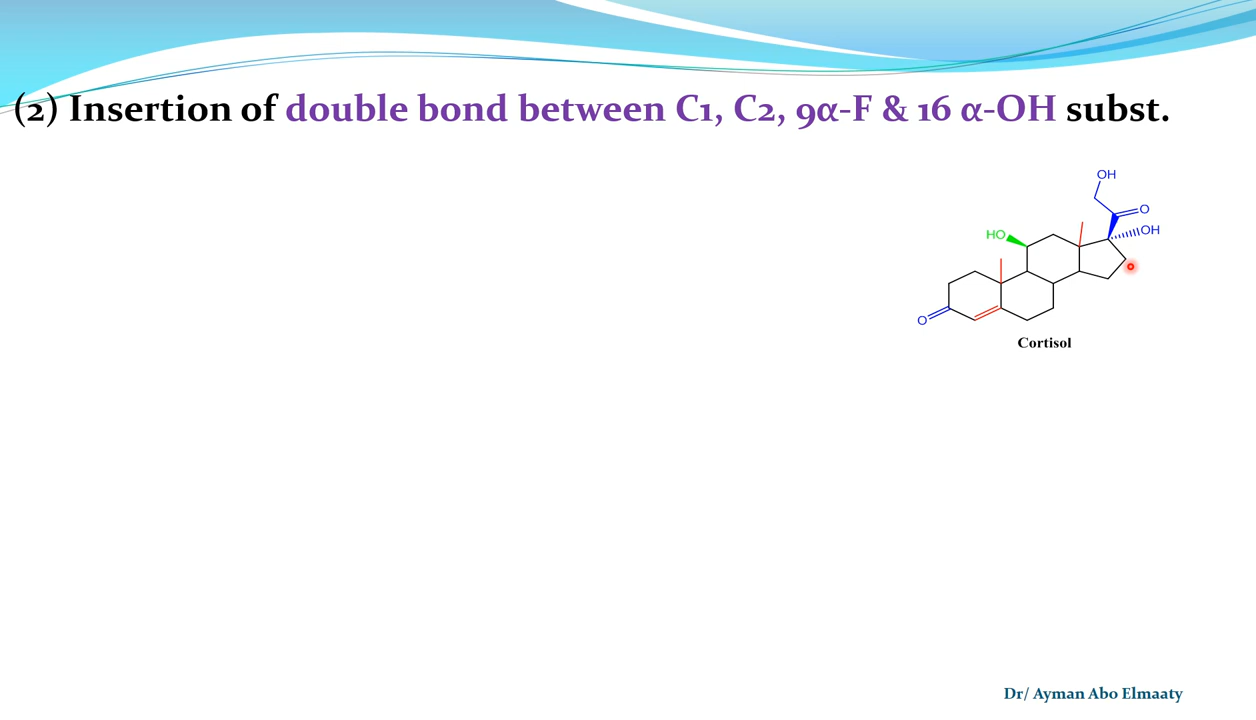 (2) Insertion of double bond between C1, C2, 9α-F & 16 α-OH subst.
OH
O
OH
HO
O
Cortisol
Dr/ Ayman Abo Elmaaty